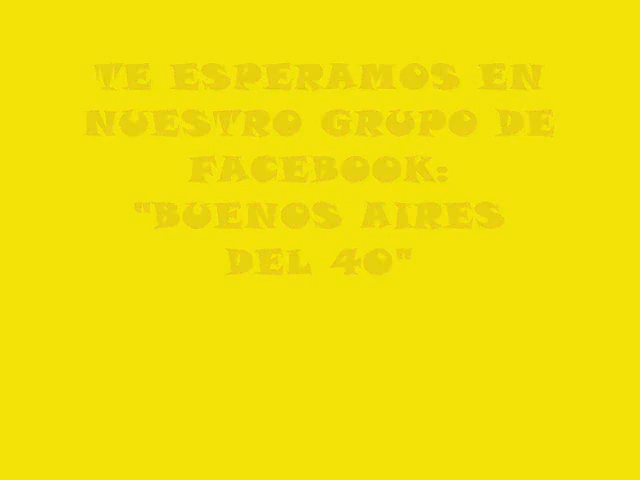 TE ESPERAMOS EN
NUESTRO GRUPO DE
FACEBOOK:
"BUENOS AIRES
DEL 40"